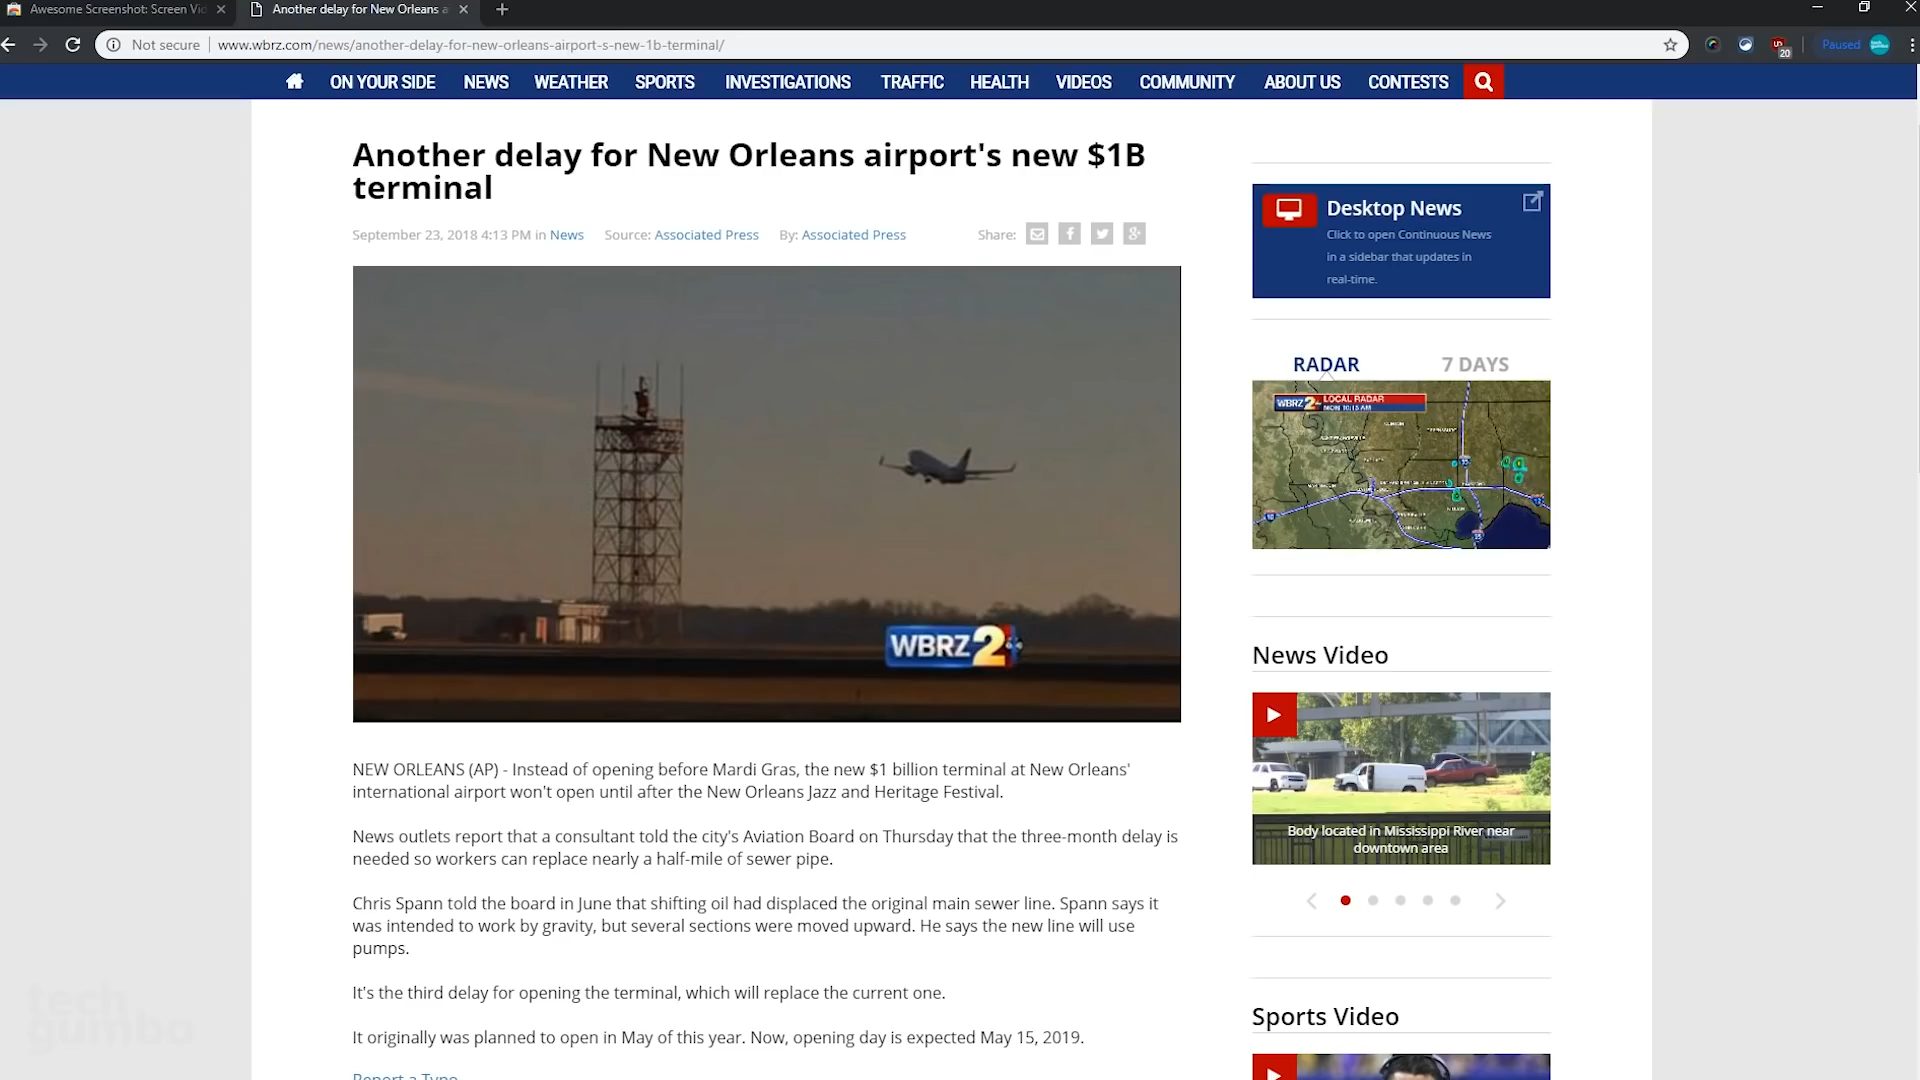 Awesome Screenshot: Screen Vid
Another delay for New Orleans a
Not secure
www.wbrz.com/news/another-delay-for-new-orleans-airport-s-new-1b-terminal/
20
Paused
ON YOUR SIDE
NEWS
WEATHER
SPORTS
INVESTIGATIONS
TRAFFIC
HEALTH
VIDEOS
COMMUNITY
ABOUT US
CONTESTS
Another delay for New Orleans airport's new $1B
terminal
September 23, 2018 4:13 PM in News
Source: Associated Press
By: Associated Press
Share:
WBRZ 2
NEW ORLEANS (AP) - Instead of opening before Mardi Gras, the new $1 billion terminal at New Orleans'
international airport won't open until after the New Orleans Jazz and Heritage Festival.
News outlets report that a consultant told the city's Aviation Board on Thursday that the three-month delay is
needed so workers can replace nearly a half-mile of sewer pipe.
Chris Spann told the board in June that shifting oil had displaced the original main sewer line. Spann says it
was intended to work by gravity, but several sections were moved upward. He says the new line will use
pumps.
It's the third delay for opening the terminal, which will replace the current one.
It originally was planned to open in May of this year. Now, opening day is expected May 15, 2019.
Report a Typo
Desktop News
Click to open Continuous News
in a sidebar that updates in
real-time.
RADAR
7 DAYS
WBRZ 2
LOCAL RADAR
MON 10:15 AM
News Video
Body located in Mississippi River near
downtown area
Sports Video
tech
gumbo